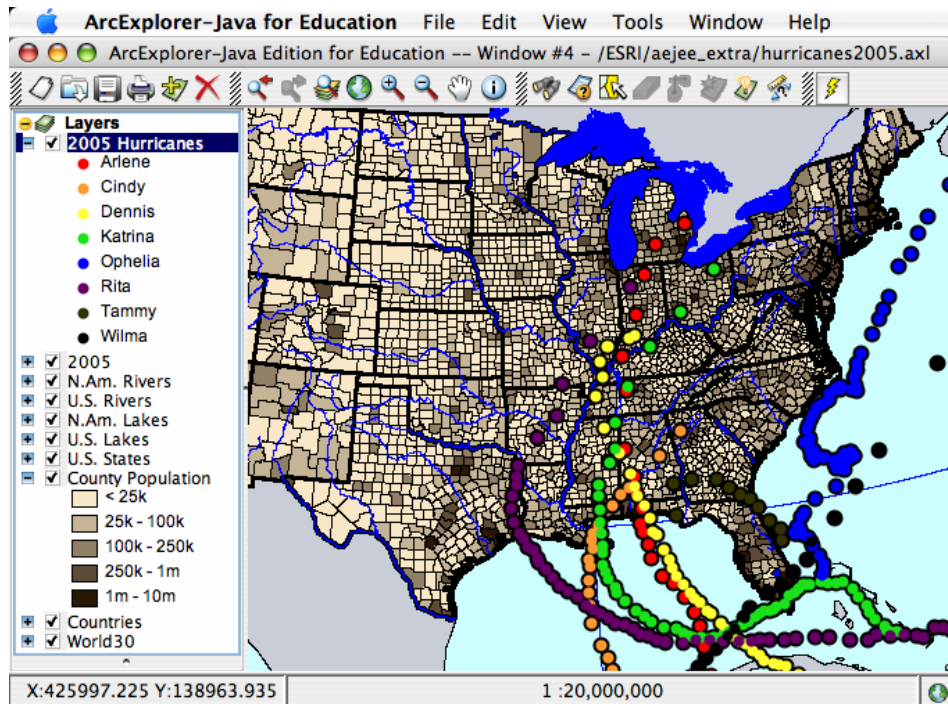 ArcExplorer-Java for Education File Edit View Tools Window Help
ArcExplorer-Java Edition for Education -- Window #4 - /ESRI/aejee_extra/hurricanes2005.axl
Layers
2005 Hurricanes
Arlene
Cindy
Dennis
Katrina
Ophelia
Rita
Tammy
Wilma
2005
N.Am. Rivers
U.S. Rivers
N.Am. Lakes
U.S. Lakes
U.S. States
County Population
< 25k
25k - 100k
100k - 250k
250k - 1m
1m - 10m
Countries
World30
X:425997.225 Y:138963.935 1 :20,000,000